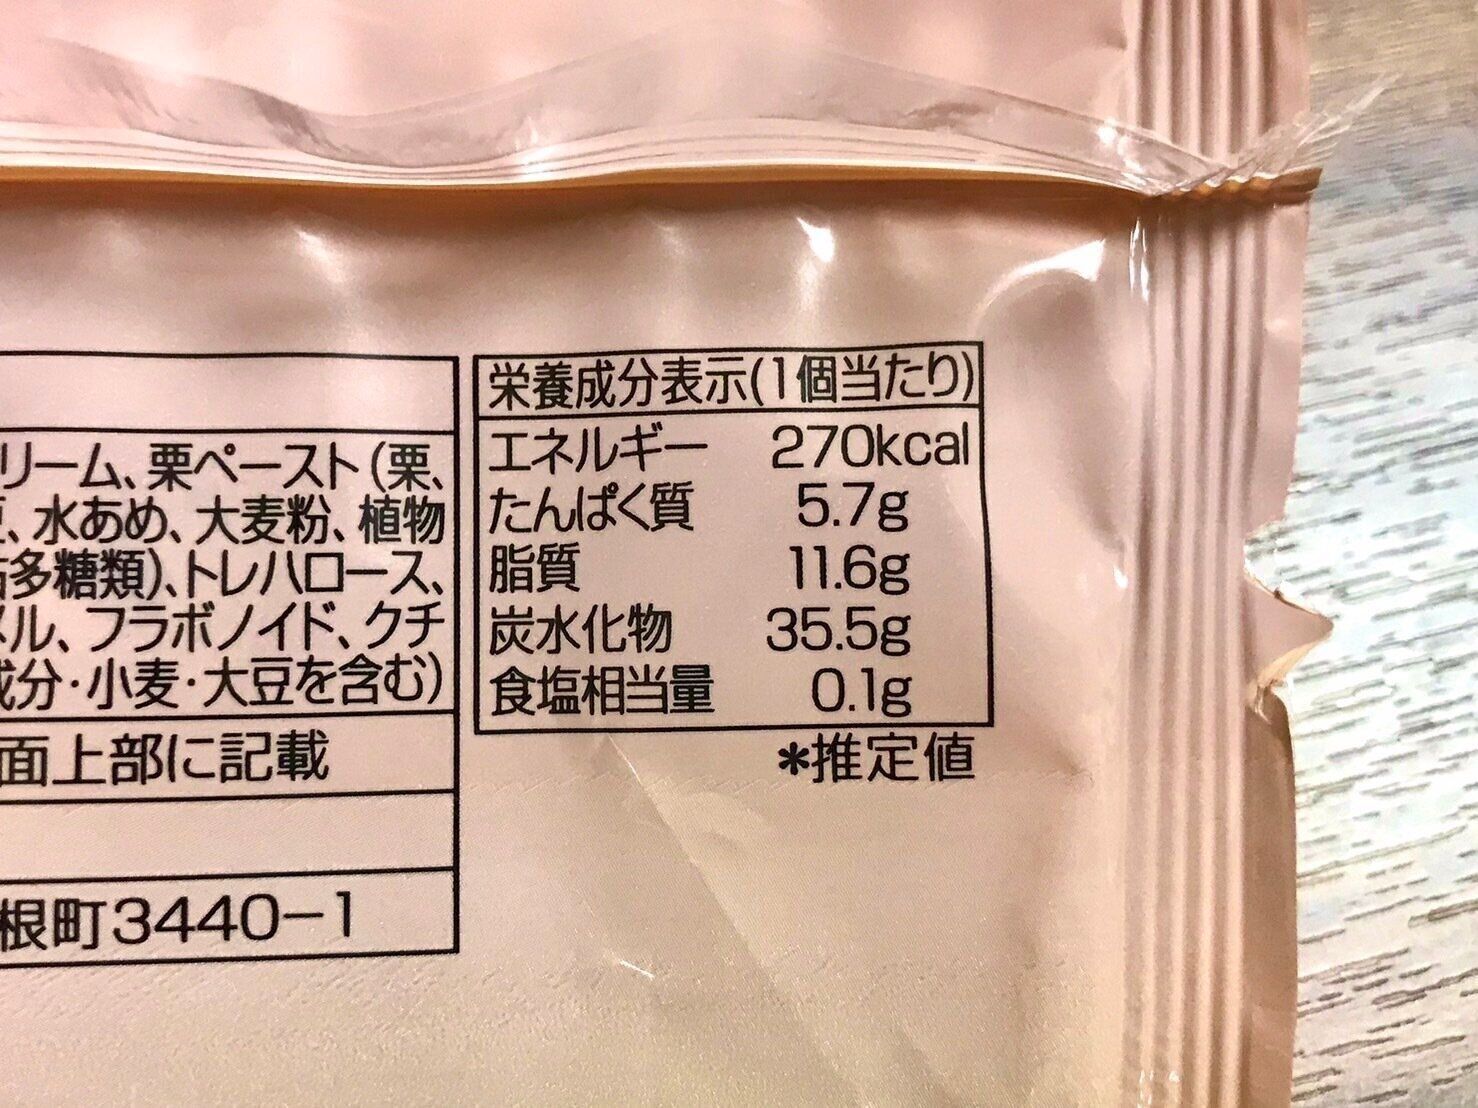 リーム、栗ペースト(栗、
、水あめ、大麦粉、植物
多糖類)、トレハロース、
ル、フラボノイド、クチ
成分・小麦・大豆を含む)
面上部に記載
根町3440-1
栄養成分表示(1個当たり)
エネルギー 270kcal
たんぱく質 5.7g
脂質 11.6g
炭水化物 35.5g
食塩相当量 0.1g
*推定値